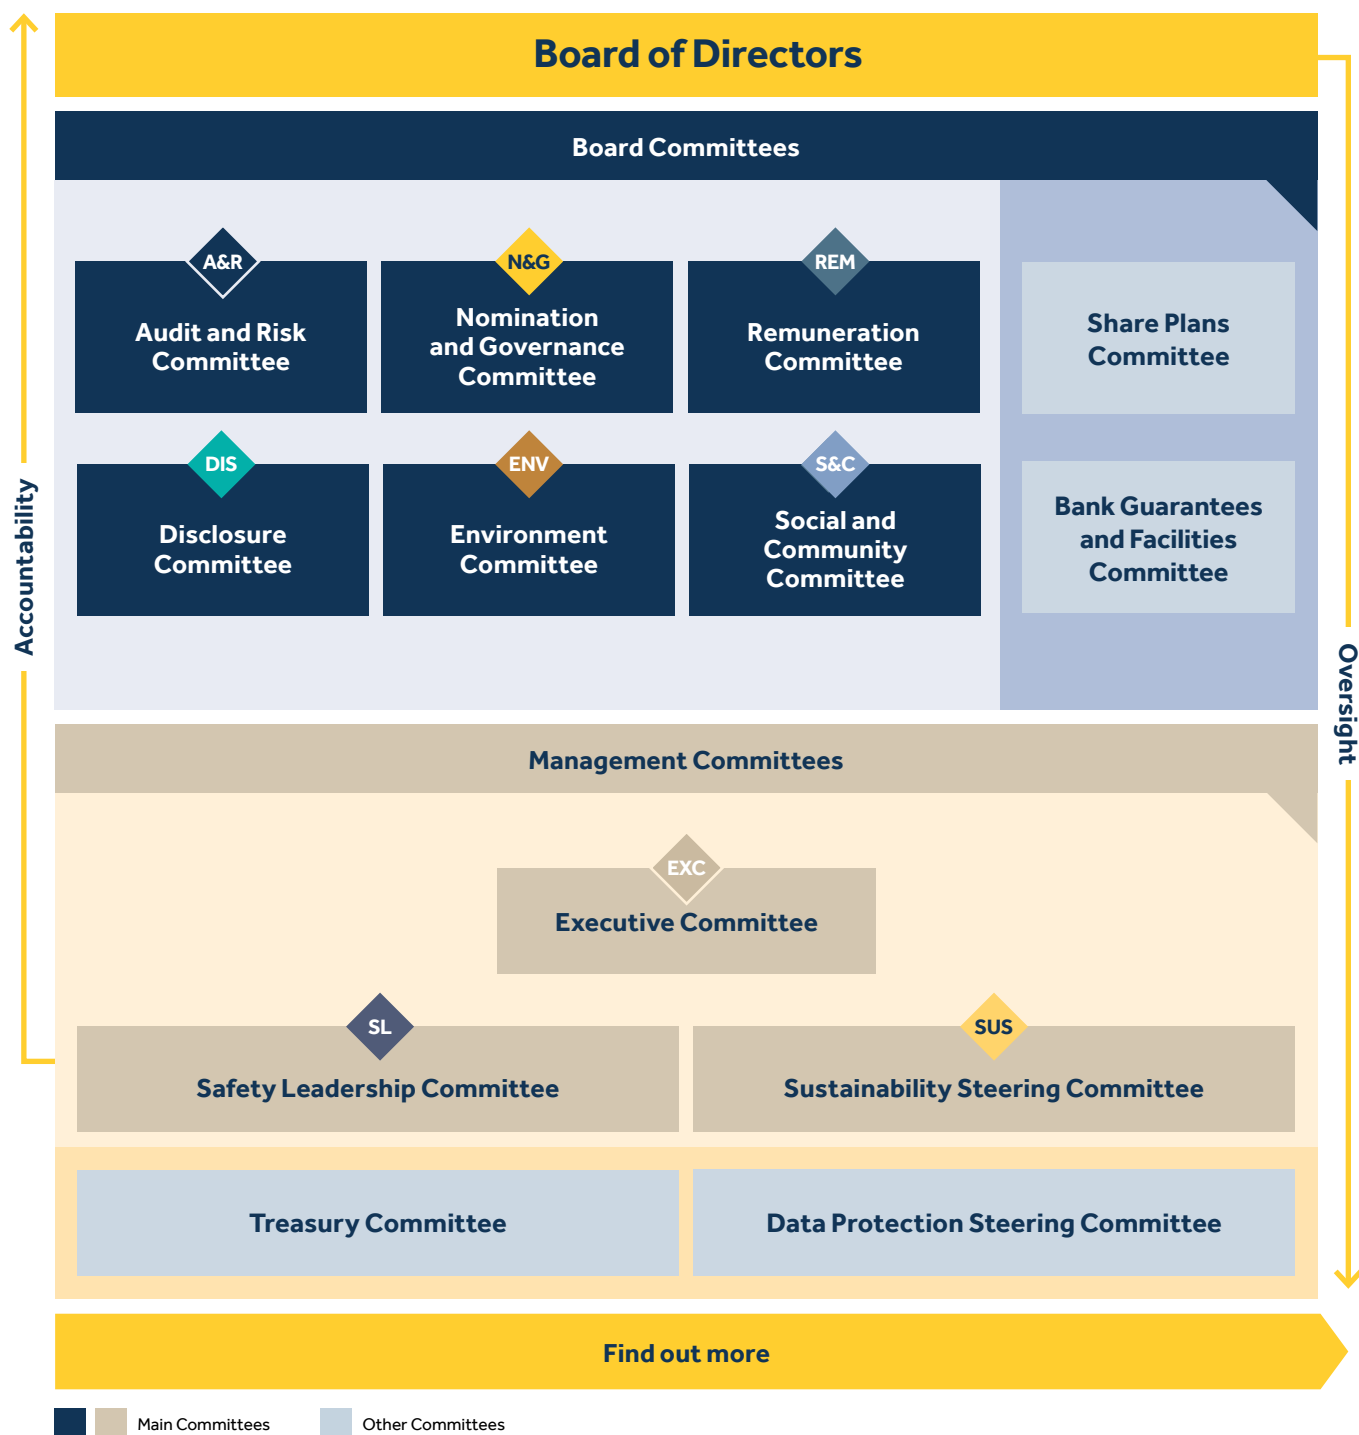 Board of Directors
Board Committees
A&R
Audit and Risk
Committee
N&G
Nomination
and Governance
Committee
REM
Remuneration
Committee
Share Plans
Committee
DIS
Disclosure
Committee
ENV
Environment
Committee
S&C
Social and
Community
Committee
Bank Guarantees
and Facilities
Committee
Accountability
Oversight
Management Committees
EXC
Executive Committee
SL
Safety Leadership Committee
SUS
Sustainability Steering Committee
Treasury Committee
Data Protection Steering Committee
Find out more
Main Committees
Other Committees